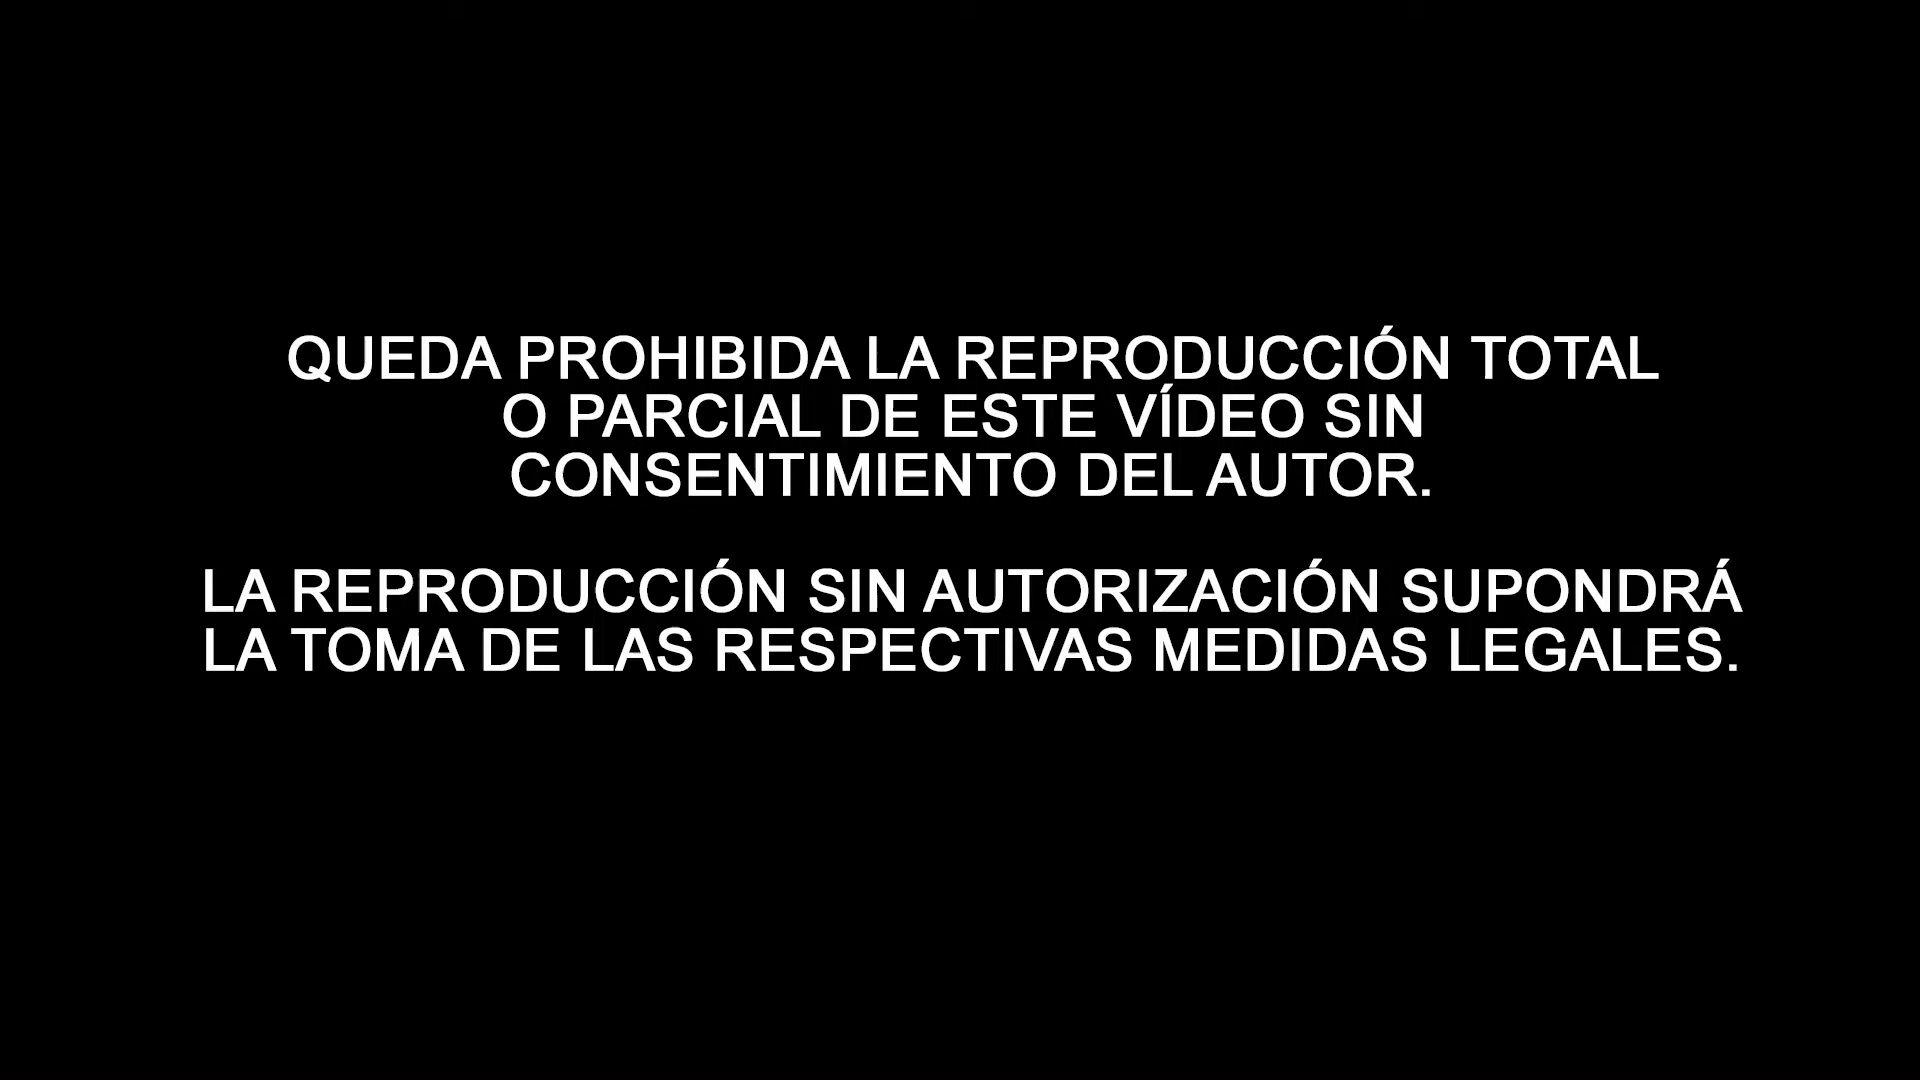 QUEDA PROHIBIDA LA REPRODUCCIÓN TOTAL
O PARCIAL DE ESTE VÍDEO SIN
CONSENTIMIENTO DEL AUTOR.
LA REPRODUCCIÓN SIN AUTORIZACIÓN SUPONDRÁ
LA TOMA DE LAS RESPECTIVAS MEDIDAS LEGALES.